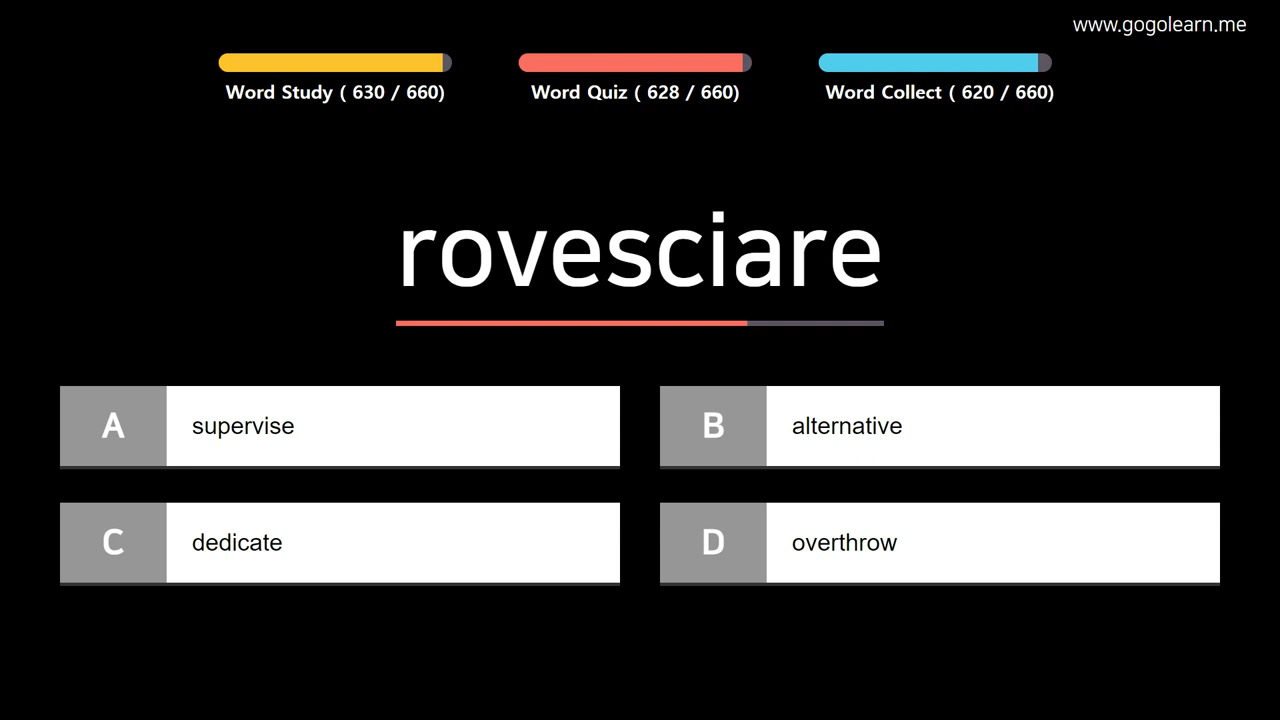 www.gogolearn.me
Word Study ( 630 / 660)
Word Quiz ( 628 / 660)
Word Collect ( 620 / 660)
rovesciare
A supervise
B alternative
C dedicate
D overthrow